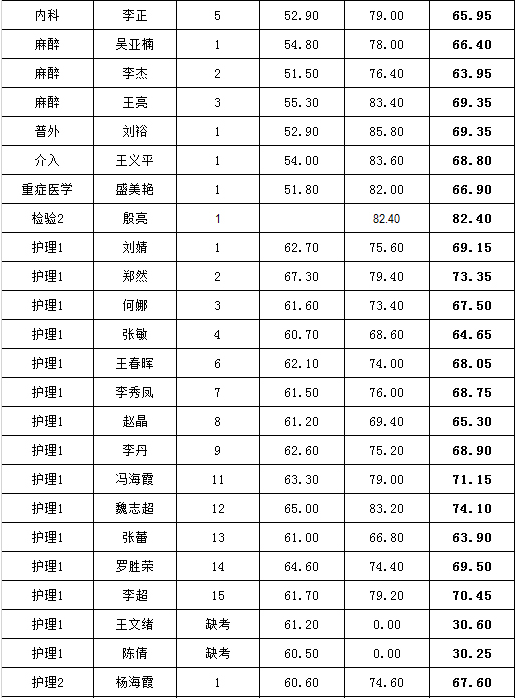 内科 李正 5 52.90 79.00 65.95
麻醉 吴亚楠 1 54.80 78.00 66.40
麻醉 李杰 2 51.50 76.40 63.95
麻醉 王亮 3 55.30 83.40 69.35
普外 刘裕 1 52.90 85.80 69.35
介入 王义平 1 54.00 83.60 68.80
重症医学 盛美艳 1 51.80 82.00 66.90
检验2 殷亮 1 82.40 82.40
护理1 刘婧 1 62.70 75.60 69.15
护理1 郑然 2 67.30 79.40 73.35
护理1 何娜 3 61.60 73.40 67.50
护理1 张敏 4 60.70 68.60 64.65
护理1 王春晖 6 62.10 74.00 68.05
护理1 李秀凤 7 61.50 76.00 68.75
护理1 赵晶 8 61.20 69.40 65.30
护理1 李丹 9 62.60 75.20 68.90
护理1 冯海霞 11 63.30 79.00 71.15
护理1 魏志超 12 65.00 83.20 74.10
护理1 张蕾 13 61.00 66.80 63.90
护理1 罗胜荣 14 64.60 74.40 69.50
护理1 李超 15 61.70 79.20 70.45
护理1 王文绪 缺考 61.20 0.00 30.60
护理1 陈倩 缺考 60.50 0.00 30.25
护理2 杨海霞 1 60.60 74.60 67.60